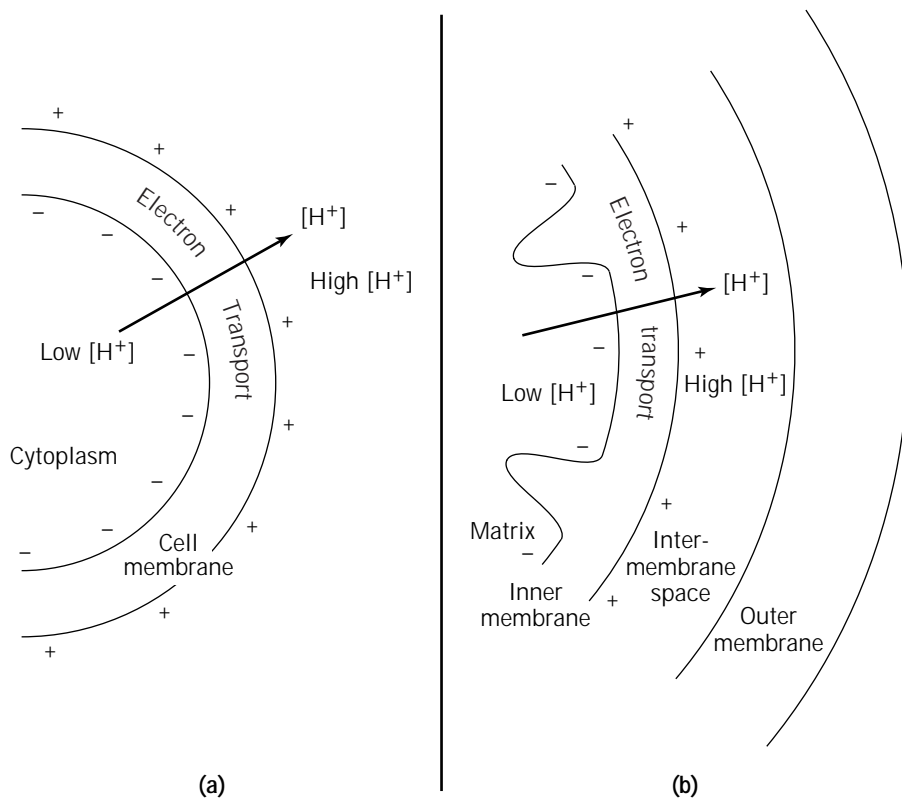 Electron
Transport
[H⁺]
High [H⁺]
Low [H⁺]
Cytoplasm
Cell
membrane
+
+
+
+
+
+
+
+
−
−
−
−
−
−
−
−
−
(a)
Electron
transport
[H⁺]
Low [H⁺]
High [H⁺]
Matrix
Inner
membrane
Inter-
membrane
space
Outer
membrane
+
+
+
+
+
−
−
−
−
−
(b)